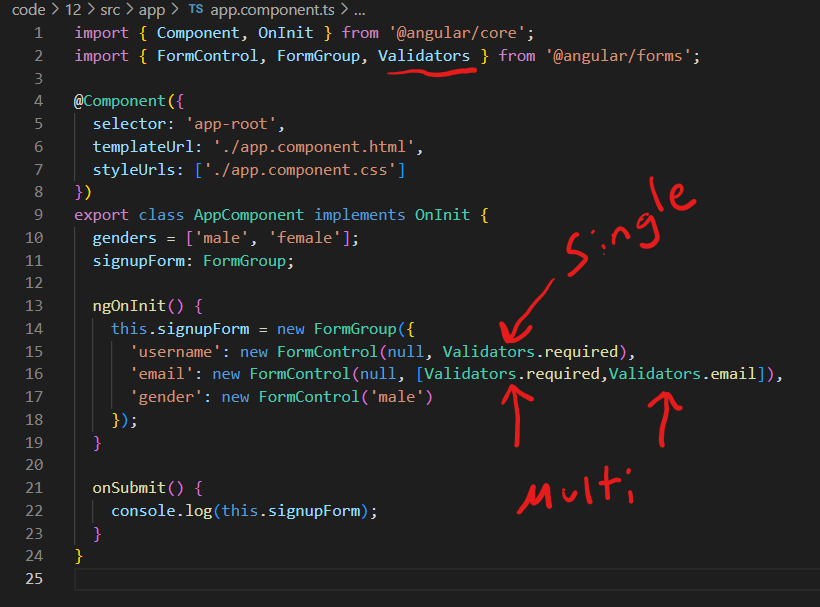 code > 12 > src > app > TS app.component.ts > ...
1 import { Component, OnInit } from '@angular/core';
2 import { FormControl, FormGroup, Validators } from '@angular/forms';
3
4 @Component({
5 selector: 'app-root',
6 templateUrl: './app.component.html',
7 styleUrls: ['./app.component.css']
8 })
9 export class AppComponent implements OnInit {
10 genders = ['male', 'female'];
11 signupForm: FormGroup;
single
12
13 ngOnInit() {
14 this.signupForm = new FormGroup({
15 'username': new FormControl(null, Validators.required),
16 'email': new FormControl(null, [Validators.required,Validators.email]),
17 'gender': new FormControl('male')
18 });
19 }
20
21 onSubmit() {
multi
22 console.log(this.signupForm);
23 }
24 }
25